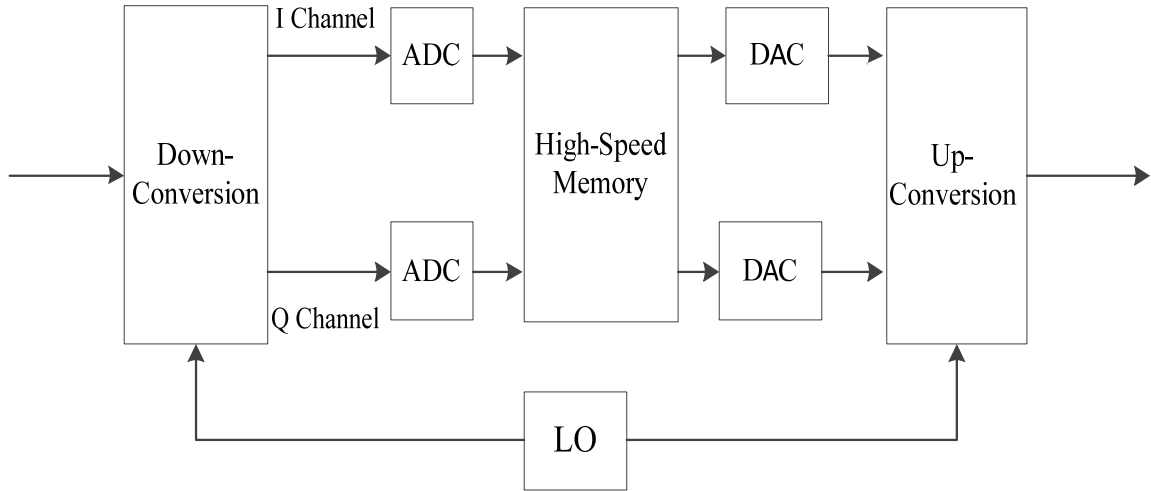 I Channel
ADC
DAC
Down-
Conversion
High-Speed
Memory
Up-
Conversion
ADC
DAC
Q Channel
LO